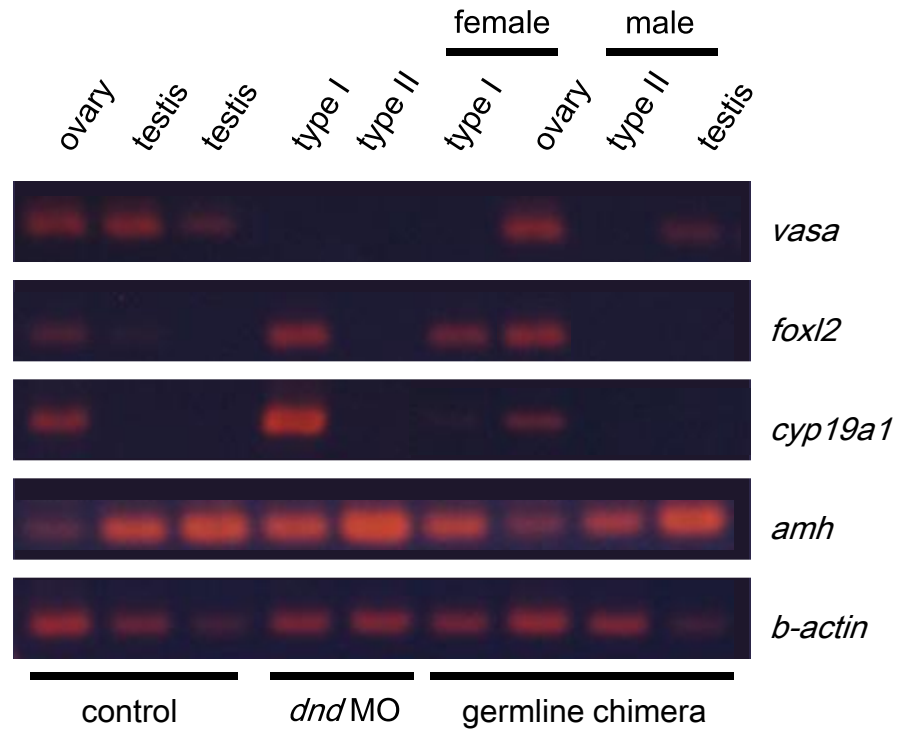 female male
ovary testis testis type I type II type I ovary type II testis
vasa
foxl2
cyp19a1
amh
b-actin
control dnd MO germline chimera